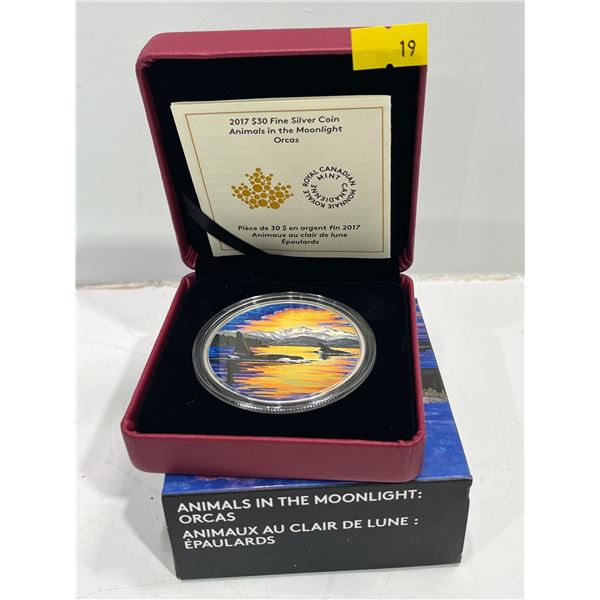 19
2017 $30 Fine Silver Coin
Animals in the Moonlight
Orcas
ROYAL CANADIAN MINT
MONNAIE ROYALE CANADIENNE
Pièce de 30 $ en argent fin 2017
Animaux au clair de lune
Épaulards
ANIMALS IN THE MOONLIGHT:
ORCAS
ANIMAUX AU CLAIR DE LUNE :
ÉPAULARDS